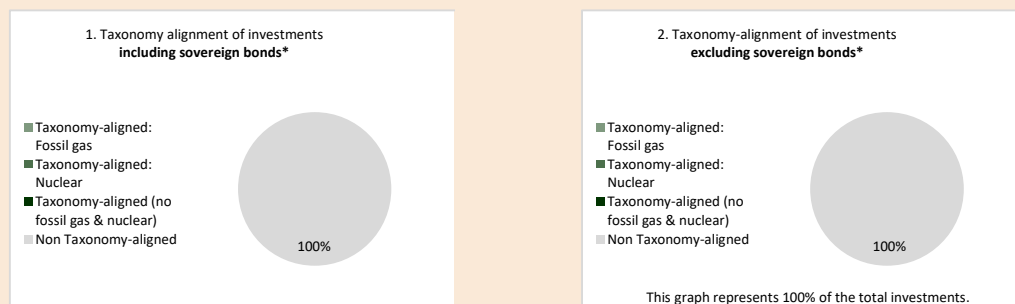 1. Taxonomy alignment of investments
including sovereign bonds*
Taxonomy-aligned:
Fossil gas
Taxonomy-aligned:
Nuclear
Taxonomy-aligned (no
fossil gas & nuclear)
Non Taxonomy-aligned
100%
2. Taxonomy-alignment of investments
excluding sovereign bonds*
Taxonomy-aligned:
Fossil gas
Taxonomy-aligned:
Nuclear
Taxonomy-aligned (no
fossil gas & nuclear)
Non Taxonomy-aligned
100%
This graph represents 100% of the total investments.